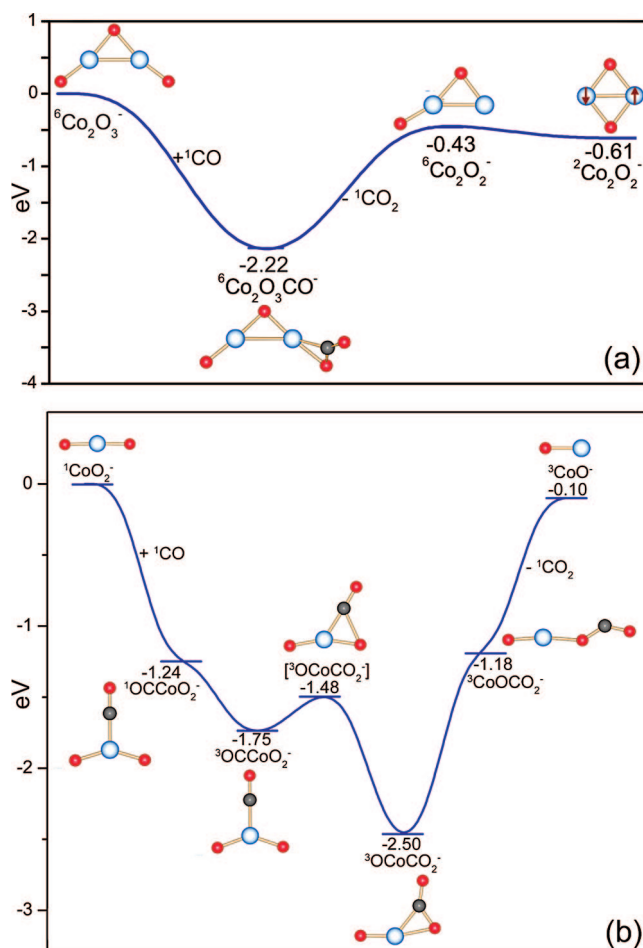 1
0
-1
-2
-3
-4
eV
⁶Co₂O₃⁻
+¹CO
-2.22
⁶Co₂O₃CO⁻
- ¹CO₂
-0.43
⁶Co₂O₂⁻
-0.61
²Co₂O₂⁻
(a)
0
-1
-2
-3
eV
¹CoO₂⁻
+ ¹CO
-1.24
¹OCCoO₂⁻
-1.75
³OCCoO₂⁻
[³OCoCO₂⁻]
-1.48
-2.50
³OCoCO₂⁻
-1.18
³CoOCO₂⁻
- ¹CO₂
³CoO⁻
-0.10
(b)